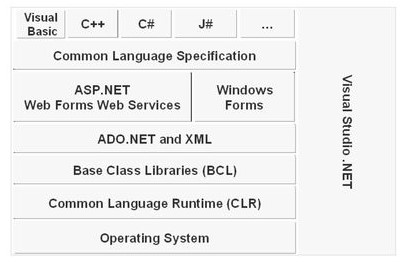 Visual
Basic
C++
C#
J#
...
Common Language Specification
ASP.NET
Web Forms Web Services
Windows
Forms
ADO.NET and XML
Base Class Libraries (BCL)
Common Language Runtime (CLR)
Operating System
Visual Studio .NET